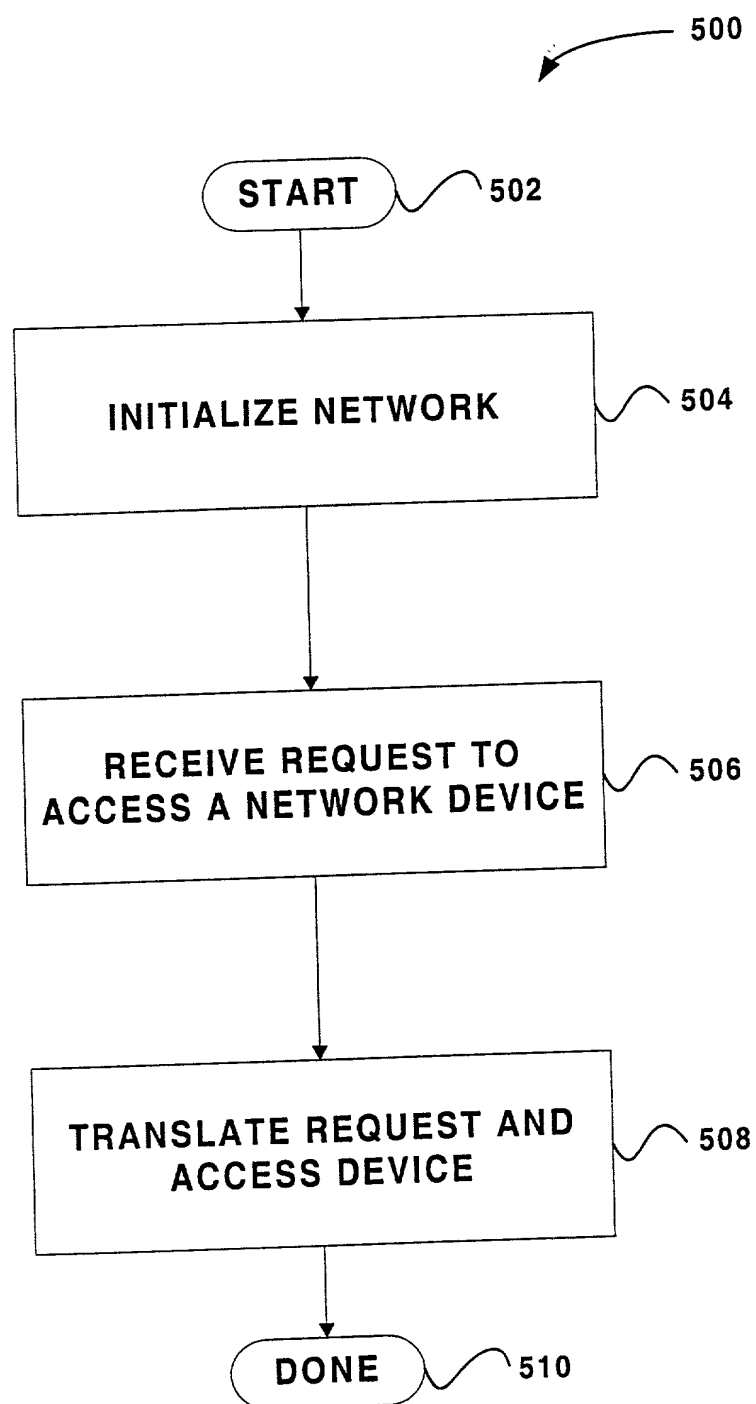 500
START
502
INITIALIZE NETWORK
504
RECEIVE REQUEST TO
ACCESS A NETWORK DEVICE
506
TRANSLATE REQUEST AND
ACCESS DEVICE
508
DONE
510